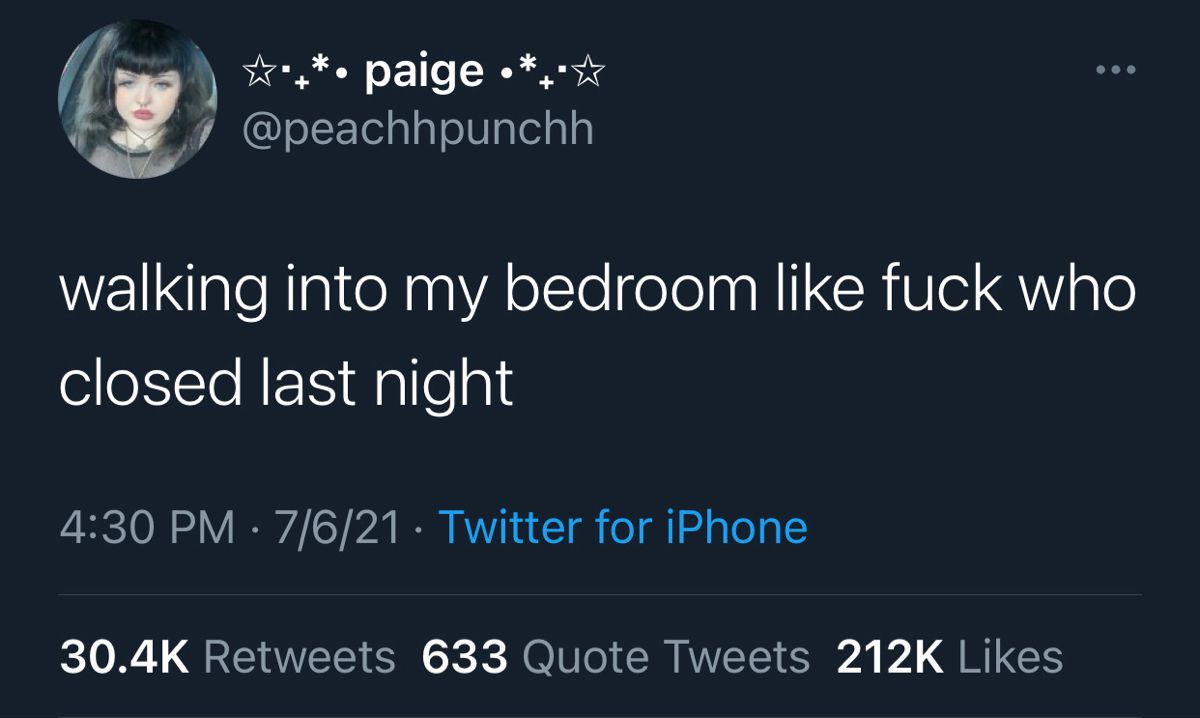 ☆·˖*• paige •*˖·☆
@peachhpunchh
walking into my bedroom like fuck who
closed last night
4:30 PM · 7/6/21 · Twitter for iPhone
30.4K Retweets 633 Quote Tweets 212K Likes